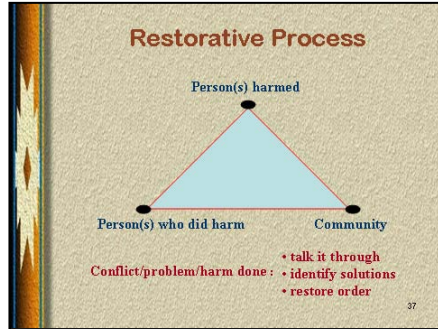 Restorative Process
Person(s) harmed
Person(s) who did harm
Community
Conflict/problem/harm done :
• talk it through
• identify solutions
• restore order
37